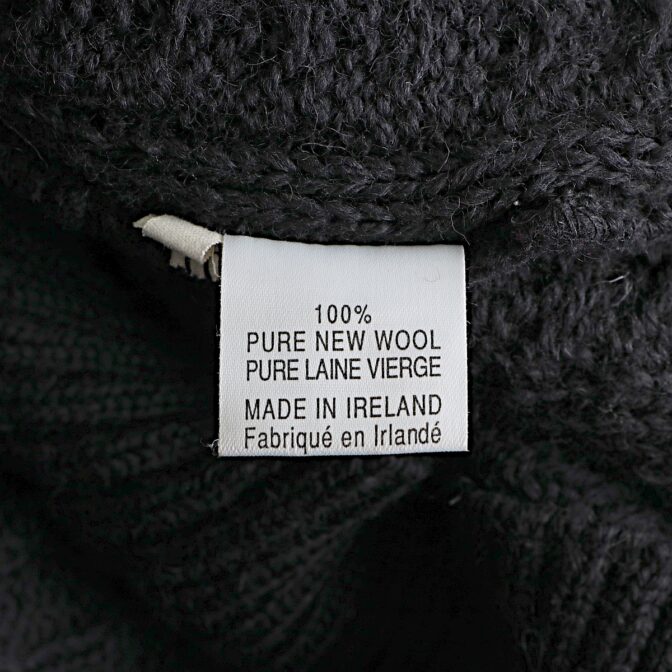 100%
PURE NEW WOOL
PURE LAINE VIERGE
MADE IN IRELAND
Fabriqué en Irlandé